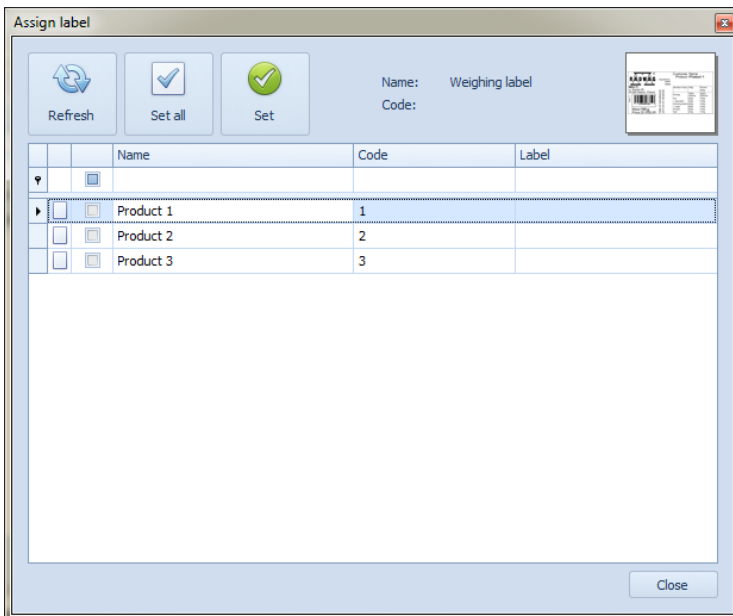 Assign label
Refresh
Set all
Set
Name: Weighing label
Code:
RADWAG
Name Code Label
Product 1 1
Product 2 2
Product 3 3
Close